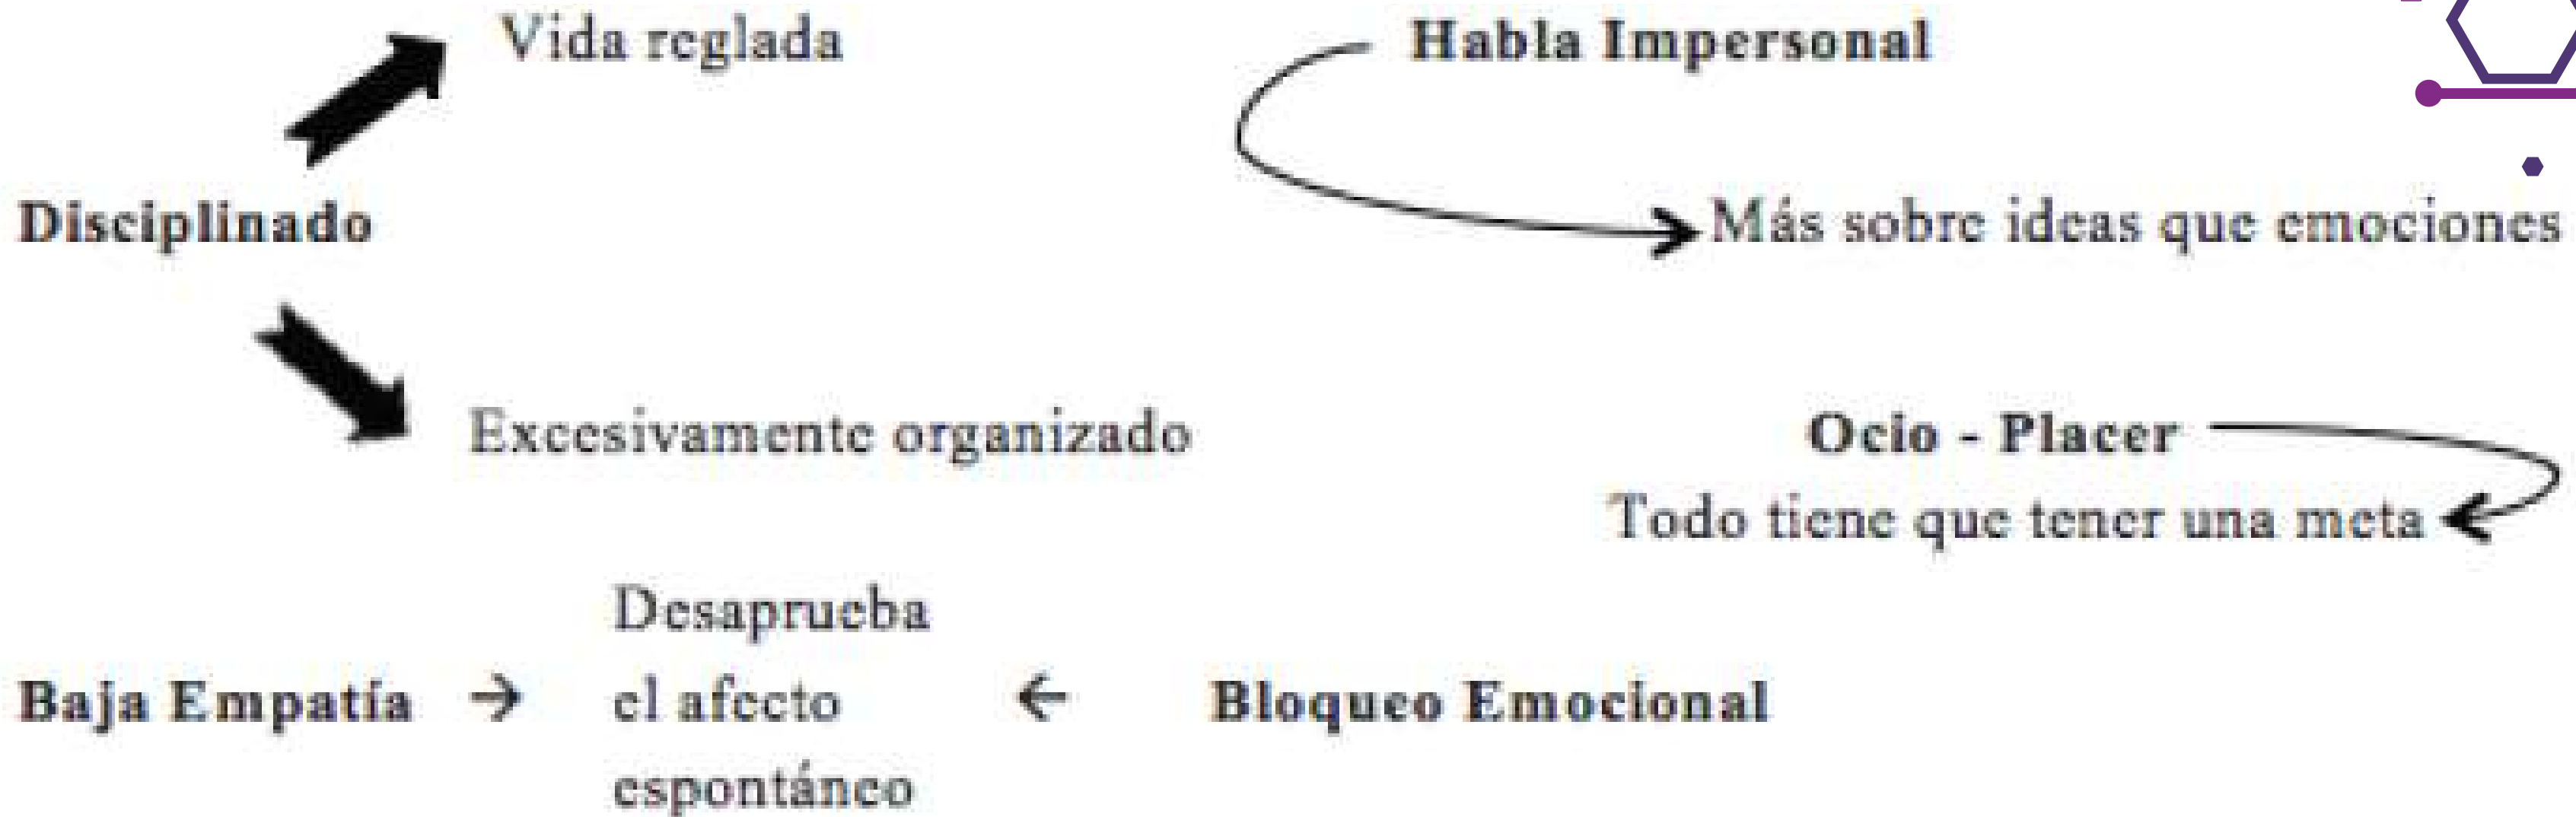 Vida reglada
Habla Impersonal
Disciplinado
Más sobre ideas que emociones
Excesivamente organizado
Ocio - Placer
Todo tiene que tener una meta
Desaprueba
Baja Empatía → el afecto ← Bloqueo Emocional
espontáneo